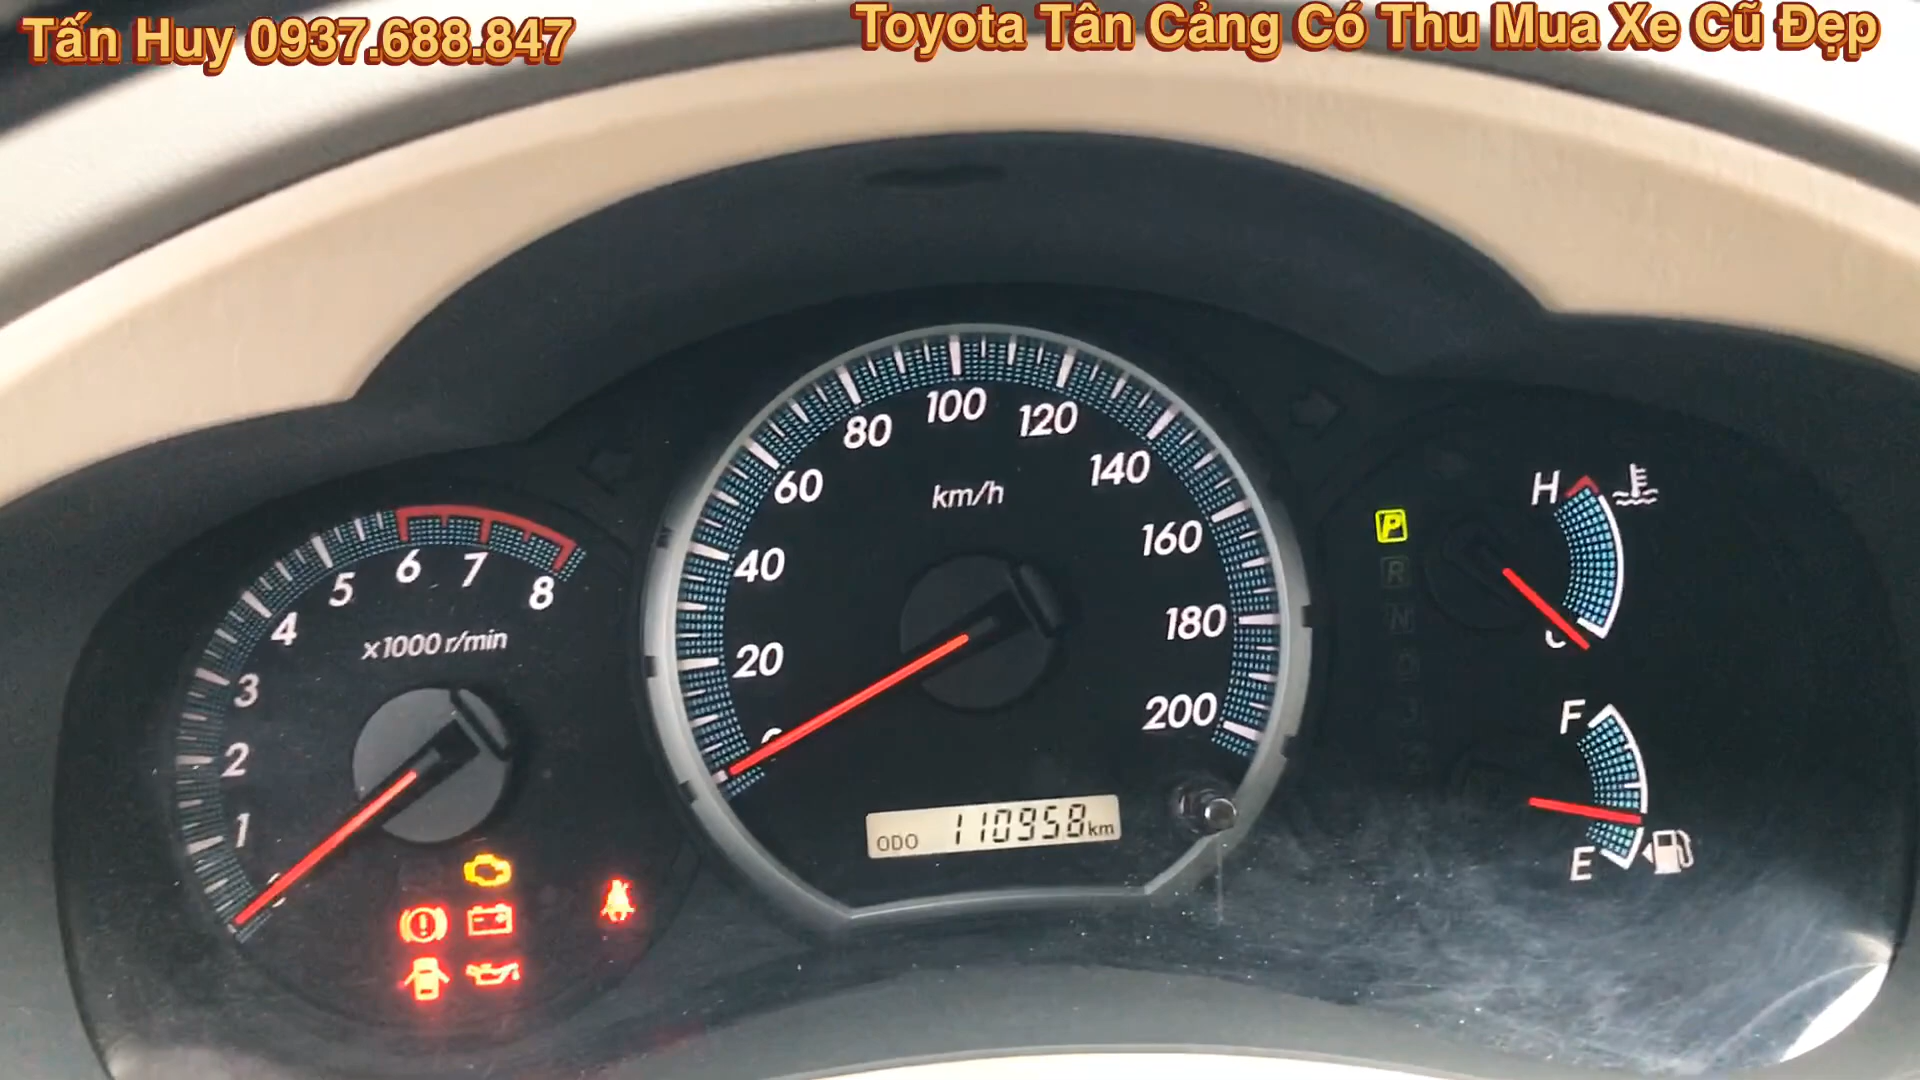 Tấn Huy 0937.688.847
Toyota Tân Cảng Có Thu Mua Xe Cũ Đẹp
100
80
120
60
140
km/h
40
160
20
180
200
6
7
5
8
4
x1000 r/min
3
2
1
ODO 110958 km
P
R
N
D
3
H
F
E